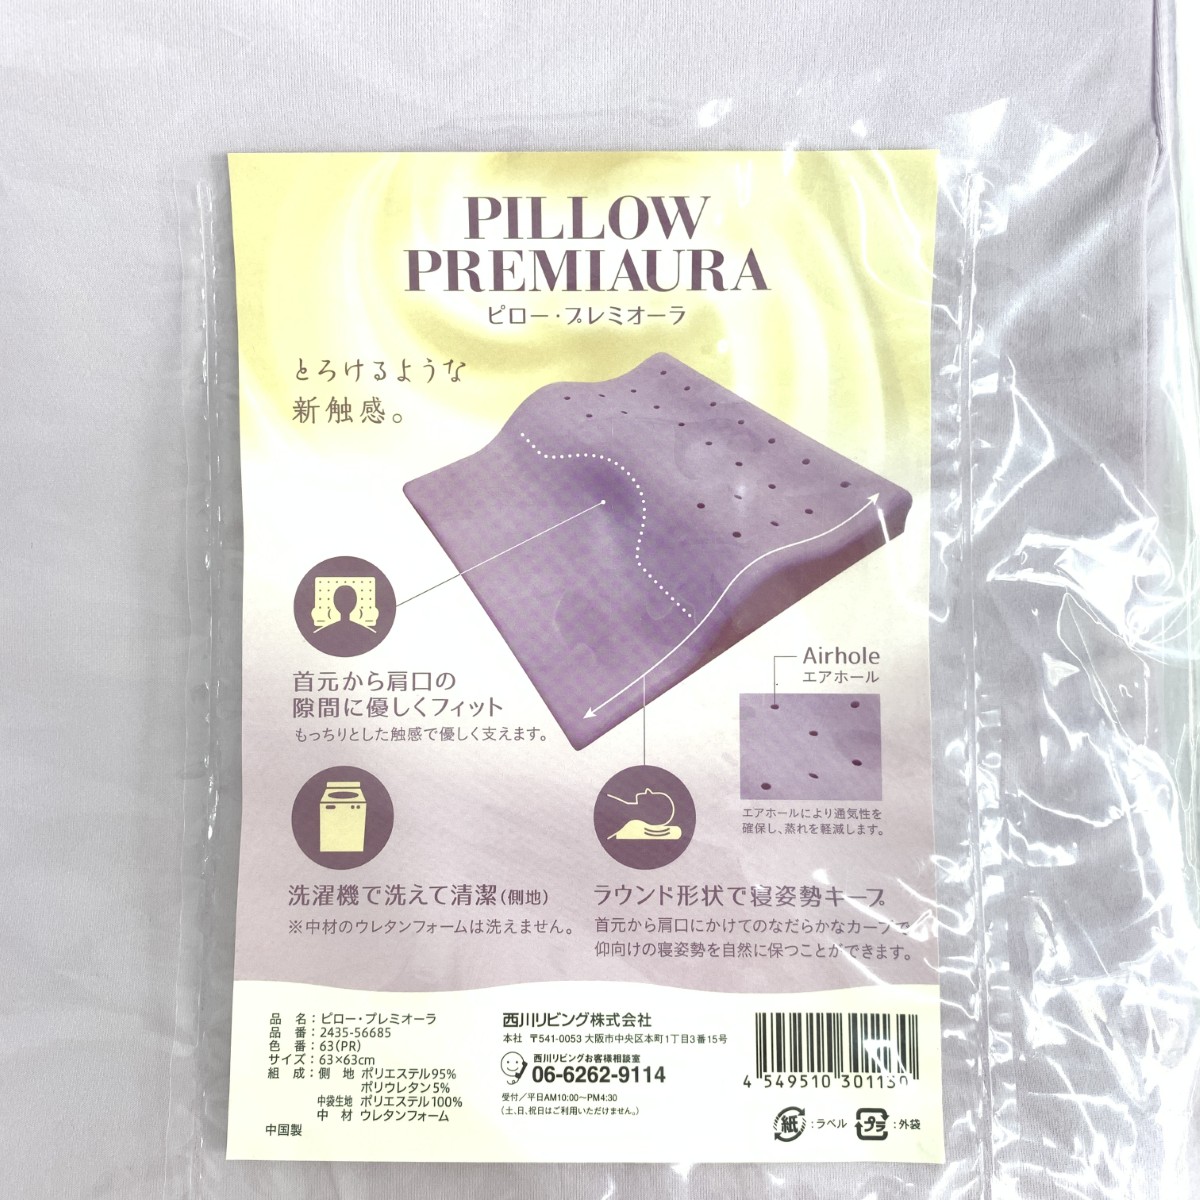 PILLOW
PREMIAURA
ピロー・プレミオーラ
とろけるような
新触感。
首元から肩口の
隙間に優しくフィット
もっちりとした触感で優しく支えます。
Airhole
エアホール
エアホールにより通気性を
確保し、蒸れを軽減します。
洗濯機で洗えて清潔(側地)
※中材のウレタンフォームは洗えません。
ラウンド形状で寝姿勢キープ
首元から肩口にかけてのなだらかなカーブで
仰向けの寝姿勢を自然に保つことができます。
品 名:ピロー・プレミオーラ
品 番:2435-56685
色 番:63(PR)
サイズ:63×63cm
組 成:側 地 ポリエステル95%
ポリウレタン5%
中袋生地 ポリエステル100%
中 材 ウレタンフォーム
中国製
西川リビング株式会社
本社 〒541-0053 大阪市中央区本町1丁目3番15号
西川リビングお客様相談室
06-6262-9114
受付/平日AM10:00〜PM4:30
(土、日、祝日はご利用いただけません。)
4 549510 301130
紙:ラベル プラ:外袋